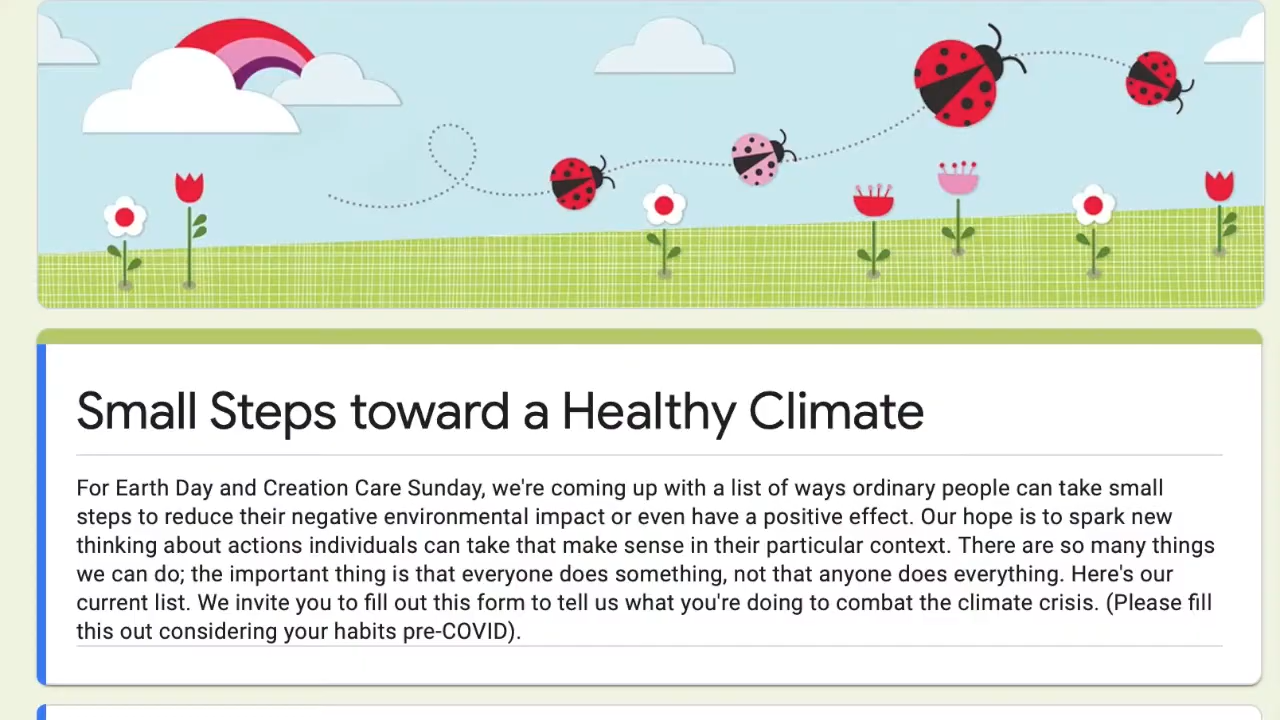 Small Steps toward a Healthy Climate
For Earth Day and Creation Care Sunday, we're coming up with a list of ways ordinary people can take small
steps to reduce their negative environmental impact or even have a positive effect. Our hope is to spark new
thinking about actions individuals can take that make sense in their particular context. There are so many things
we can do; the important thing is that everyone does something, not that anyone does everything. Here's our
current list. We invite you to fill out this form to tell us what you're doing to combat the climate crisis. (Please fill
this out considering your habits pre-COVID).